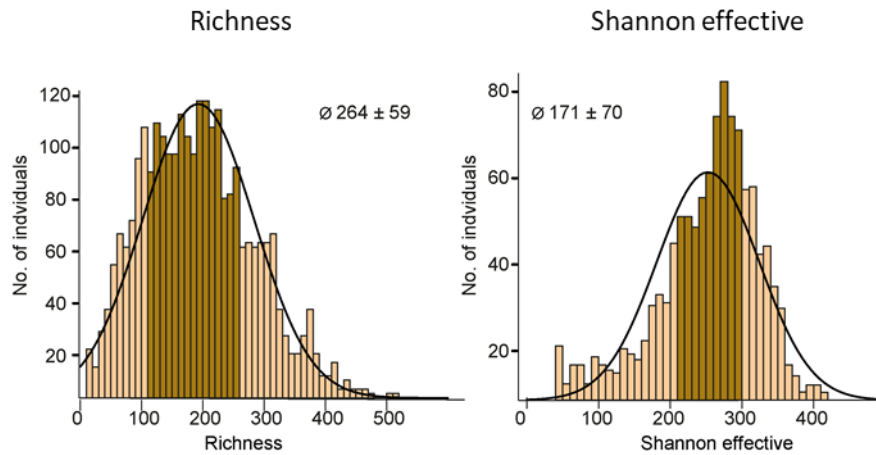 Richness
No. of indviduals
120
100
80
60
40
20
Ø 264 ± 59
0 100 200 300 400 500
Richness
Shannon effective
No. of indviduals
80
60
40
20
Ø 171 ± 70
0 100 200 300 400
Shannon effective